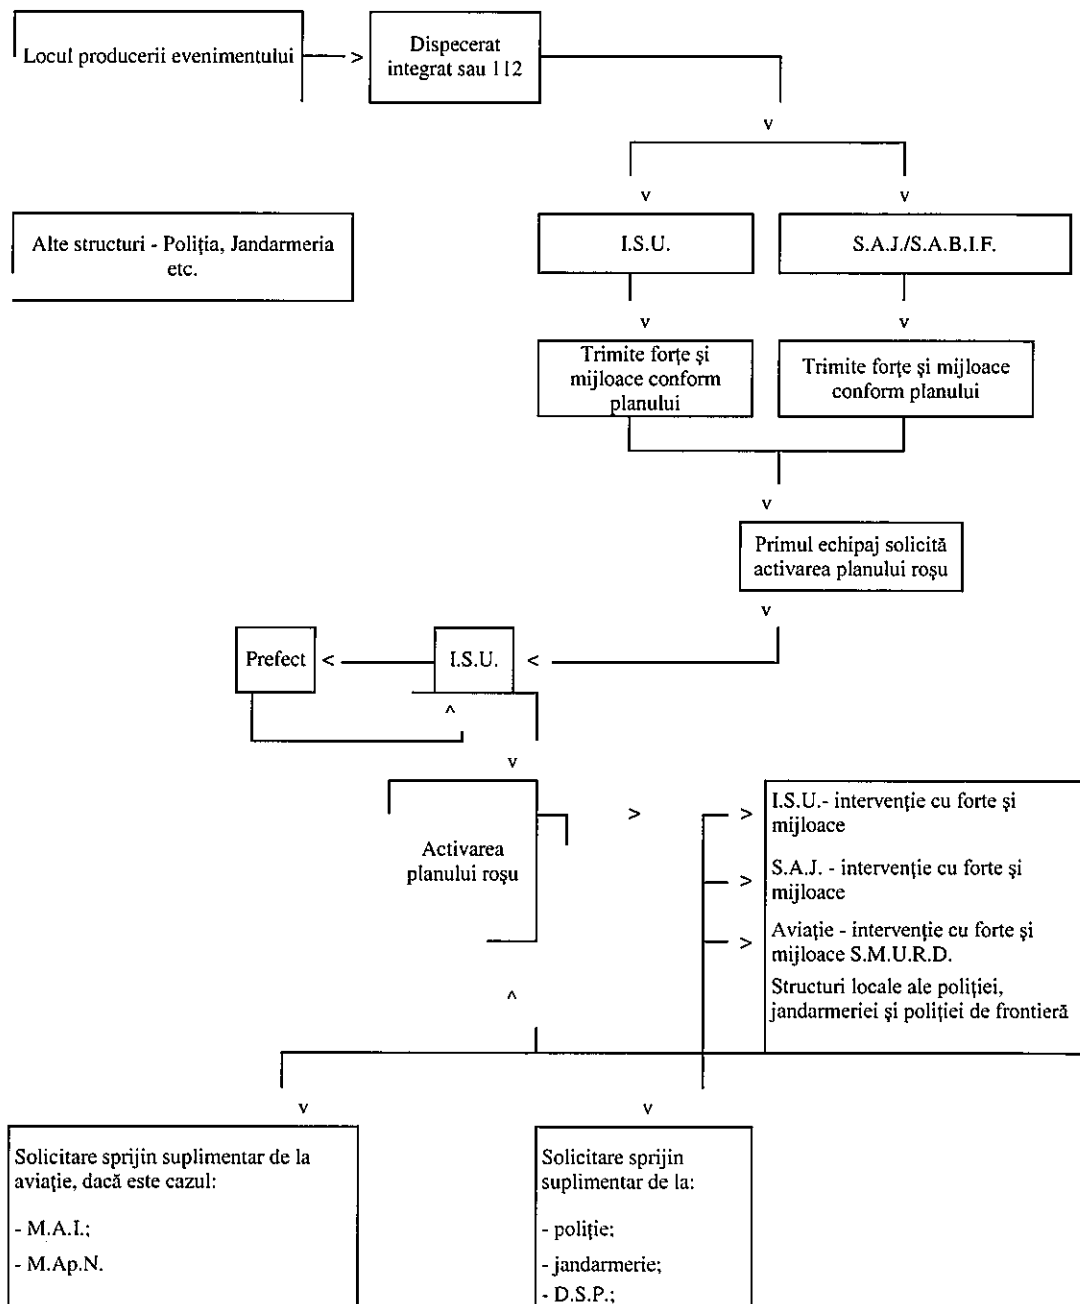 Locul producerii evenimentului
>
Dispecerat
integrat sau 112
v
Alte structuri - Poliția, Jandarmeria
etc.
v
v
I.S.U.
S.A.J./S.A.B.I.F.
v
v
Trimite forțe și
mijloace conform
planului
Trimite forțe și mijloace
conform planului
v
Primul echipaj solicită
activarea planului roșu
v
Prefect
<
I.S.U.
<
^
v
Activarea
planului roșu
>
>
I.S.U.- intervenție cu forte și
mijloace
>
S.A.J. - intervenție cu forțe și
mijloace
>
Aviație - intervenție cu forțe și
mijloace S.M.U.R.D.
Structuri locale ale poliției,
jandarmeriei și poliției de frontieră
^
v
v
Solicitare sprijin suplimentar de la
aviație, dacă este cazul:
- M.A.I.;
- M.Ap.N.
Solicitare sprijin
suplimentar de la:
- poliție;
- jandarmerie;
- D.S.P.;